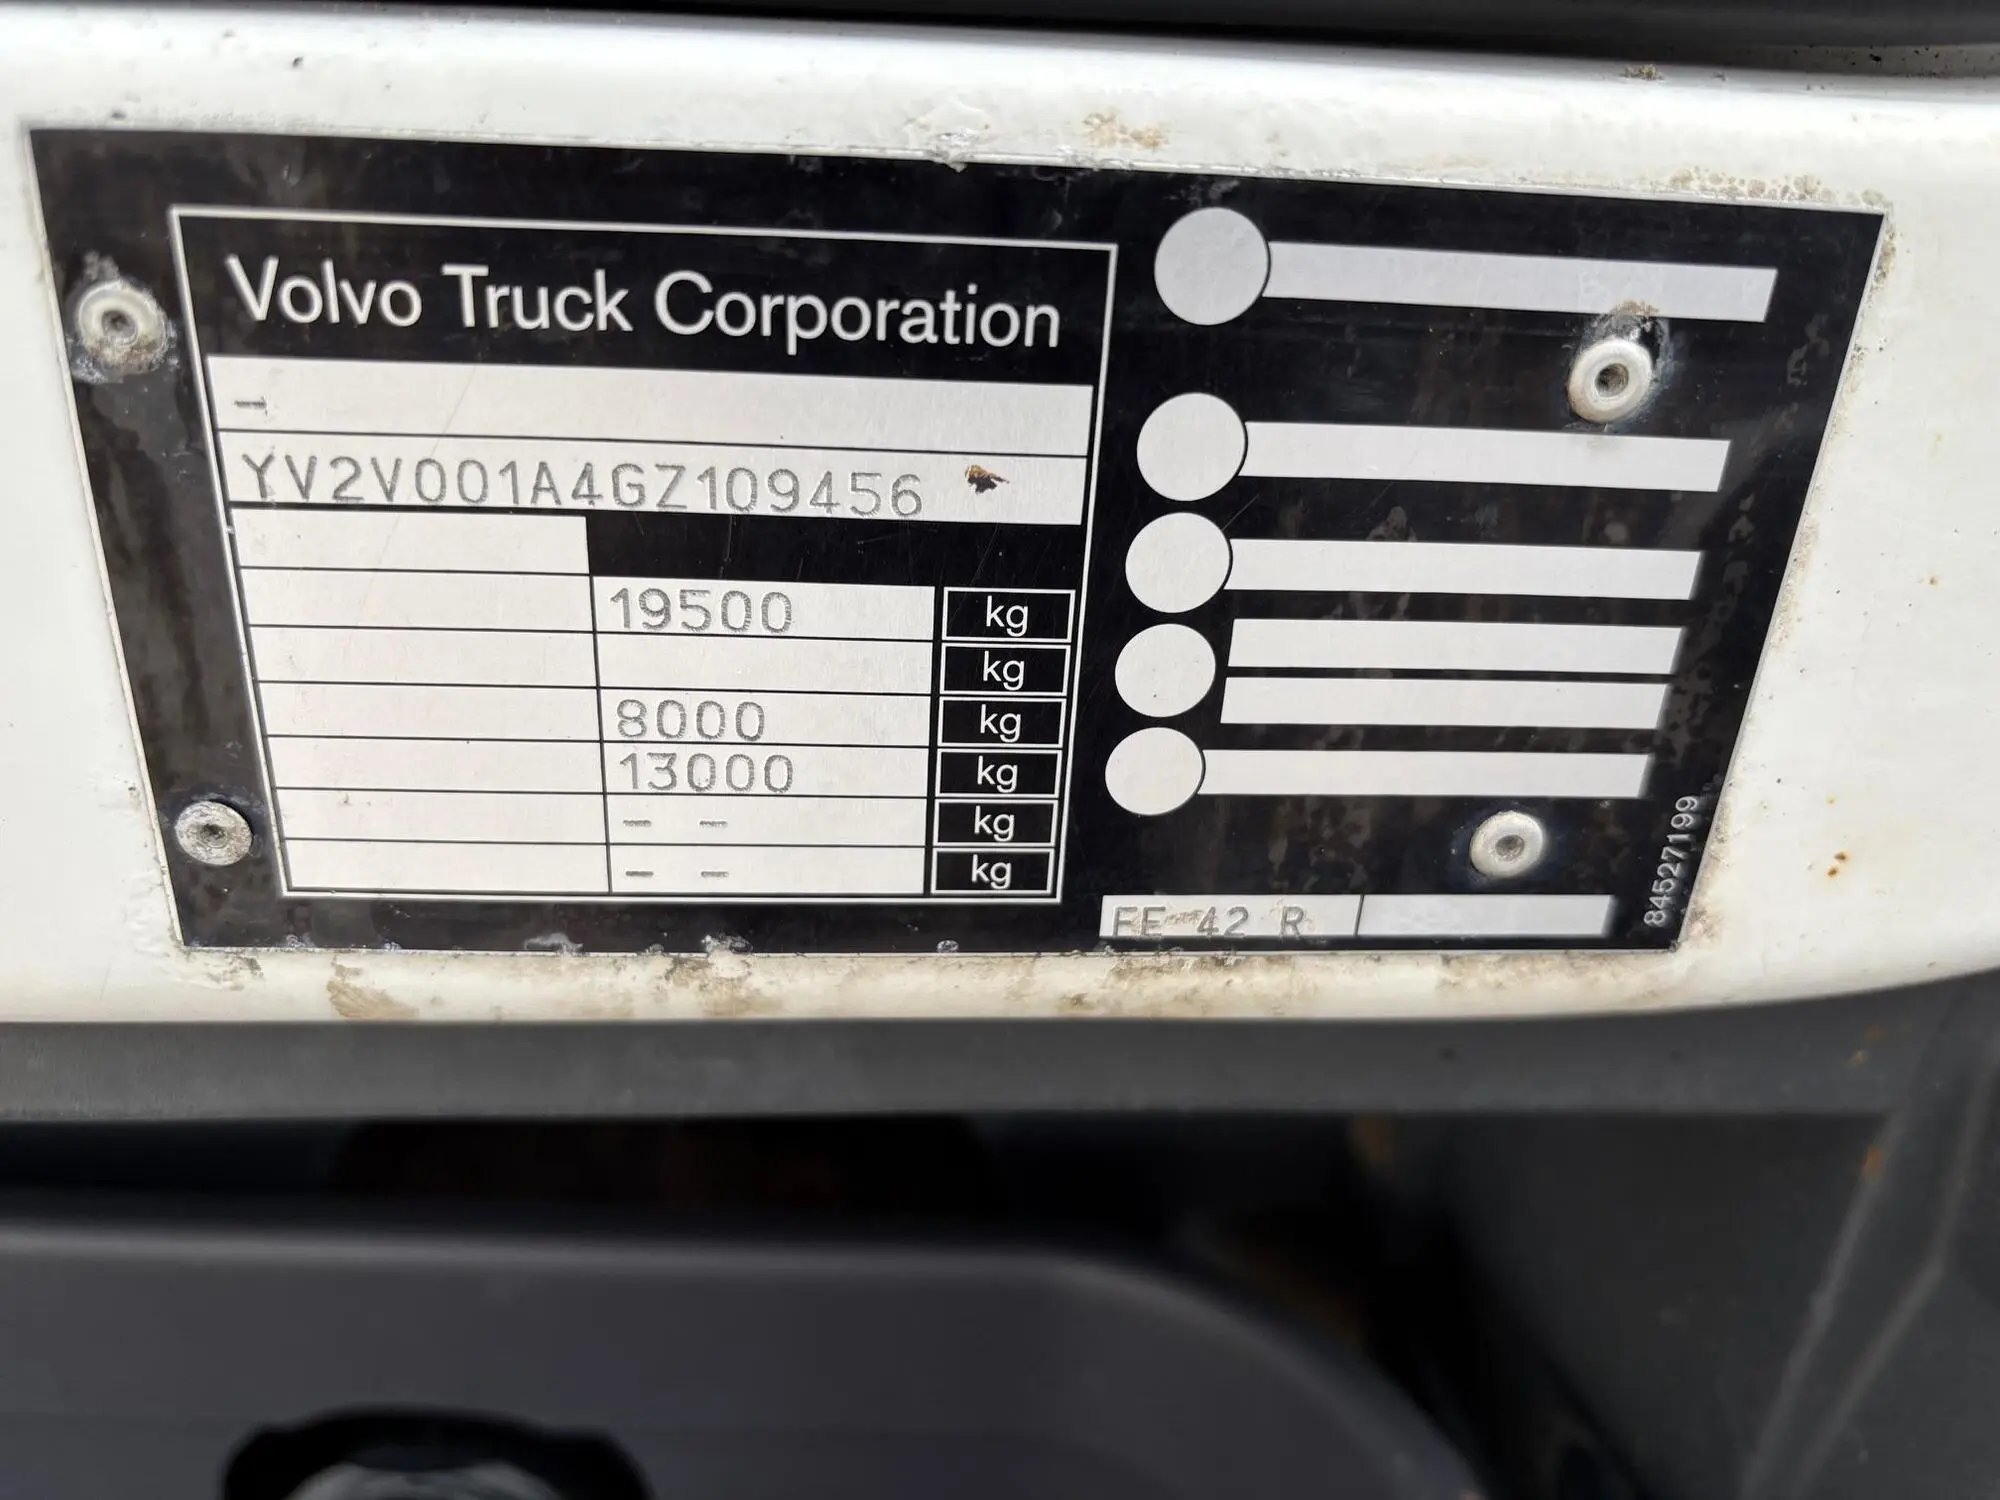 Volvo Truck Corporation
-
YV2V001A4GZ109456
19500 kg
kg
8000 kg
13000 kg
- - kg
- - kg
FE 42 R
84527199